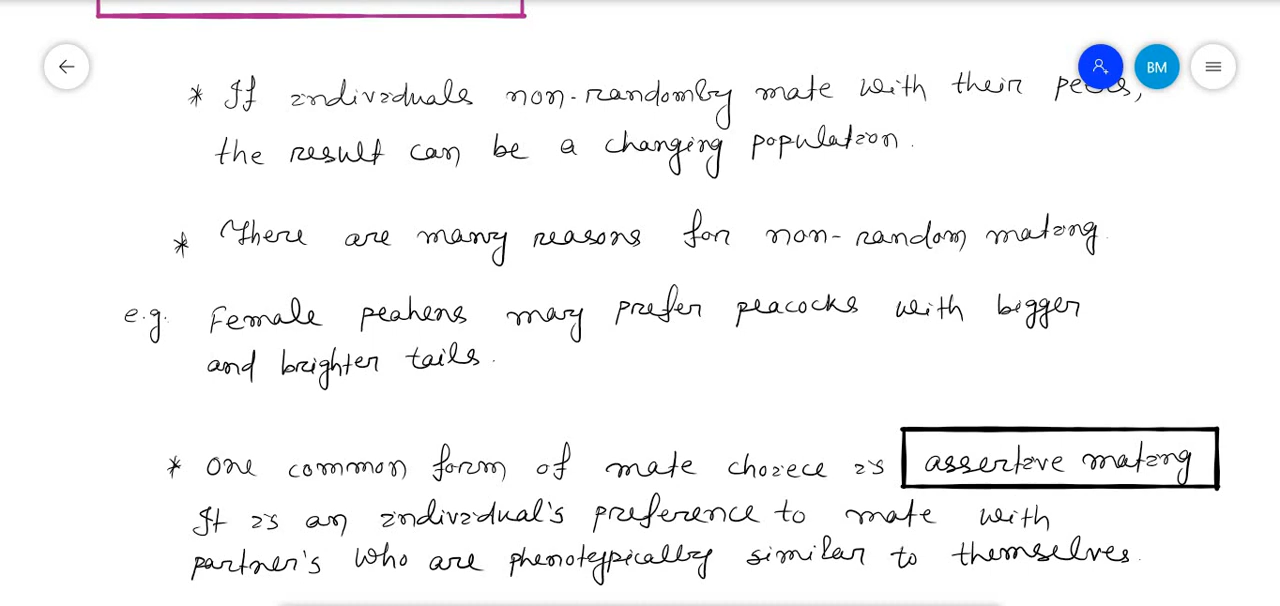 BM
* If individuals non-randomly mate with their peers,
the result can be a changing population.
* There are many reasons for non-random mating.
e.g. Female peahens may prefer peacocks with bigger
and brighter tails.
* One common form of mate choice is assertive mating
It is an individual's preference to mate with
partner's who are phenotypically similar to themselves.